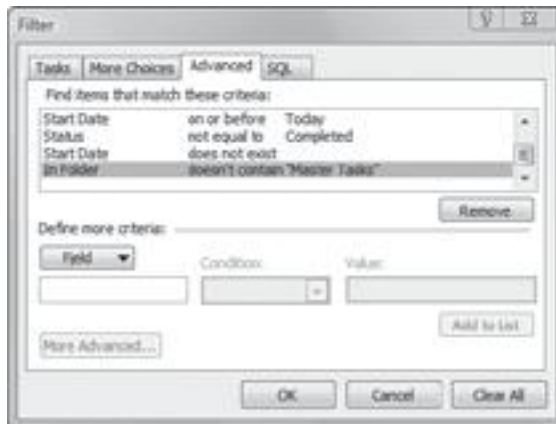 Filter
Tasks More Choices Advanced SQL
Find items that match these criteria:
Start Date on or before Today
Status not equal to Completed
Start Date does not exist
In Folder doesn't contain "Master Tasks"
Remove
Define more criteria:
Field Condition: Value:
Add to List
More Advanced...
OK Cancel Clear All